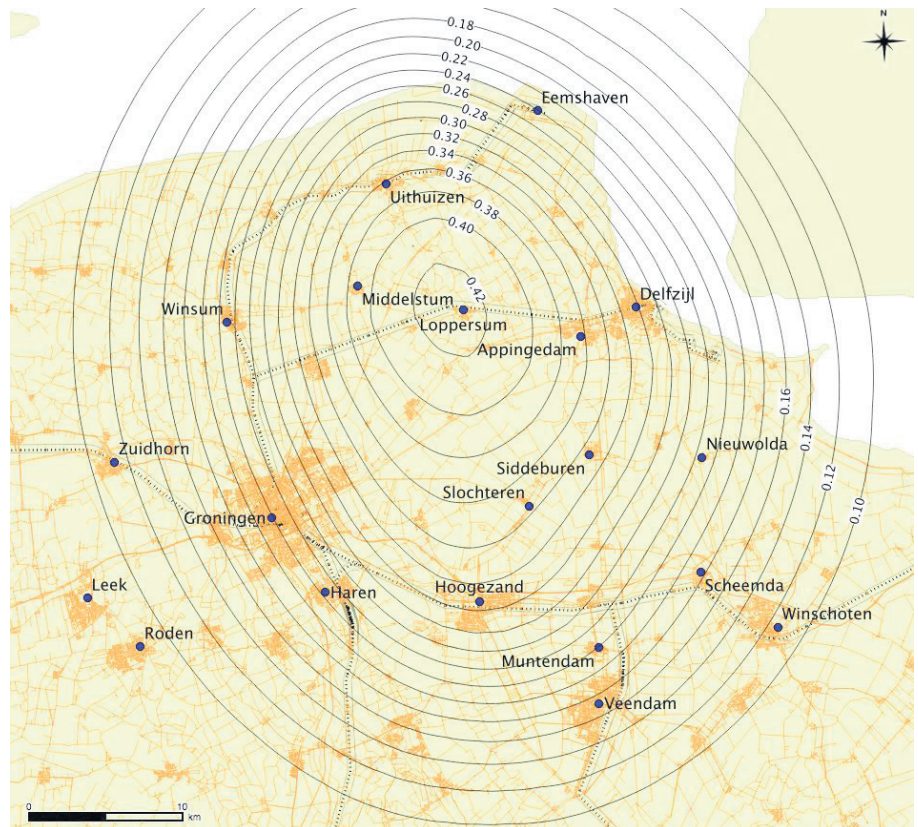 0.18
N
0.20
0.22
0.24
0.26
Eemshaven
0.28
0.30
0.32
0.34
0.36
Uithuizen
0.38
0.40
0.42
Middelstum
Delfzijl
Winsum
Loppersum
Appingedam
0.16
0.14
Zuidhorn
Nieuwolda
Siddeburen
0.12
Slochteren
0.10
Groningen
Leek
Haren
Hoogezand
Scheemda
Winschoten
Roden
Muntendam
Veendam
0 10
km